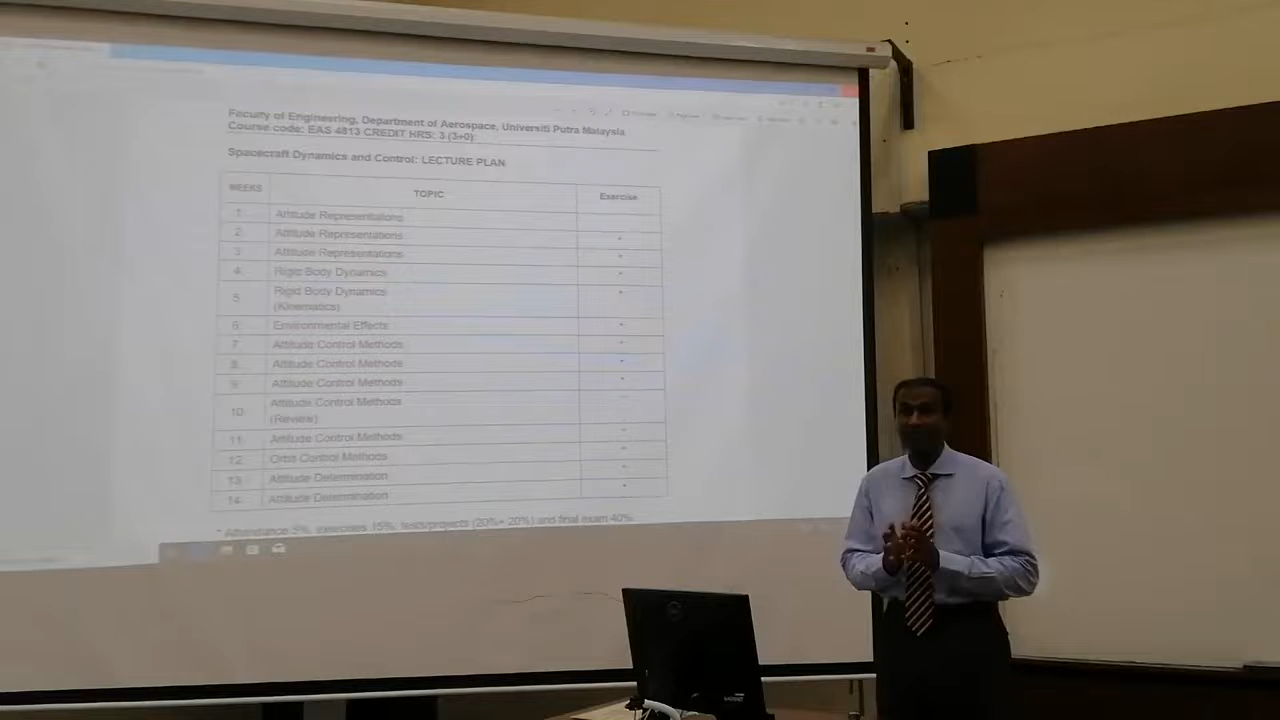 Faculty of Engineering, Department of Aerospace, Universiti Putra Malaysia
Course code: EAS 4813 CREDIT HRS: 3 (3+0)
Spacecraft Dynamics and Control: LECTURE PLAN
WEEKS TOPIC Exercise
1. Attitude Representations
2. Attitude Representations
3. Attitude Representations
4. Rigid Body Dynamics
5. Rigid Body Dynamics
(Kinematics)
6. Environmental Effects
7. Attitude Control Methods
8. Attitude Control Methods
9. Attitude Control Methods
10. Attitude Control Methods
(Review)
11. Attitude Control Methods
12. Orbit Control Methods
13. Attitude Determination
14. Attitude Determination
* Attendance 5%, exercises 15%, tests/projects (20%+ 20%) and final exam 40%